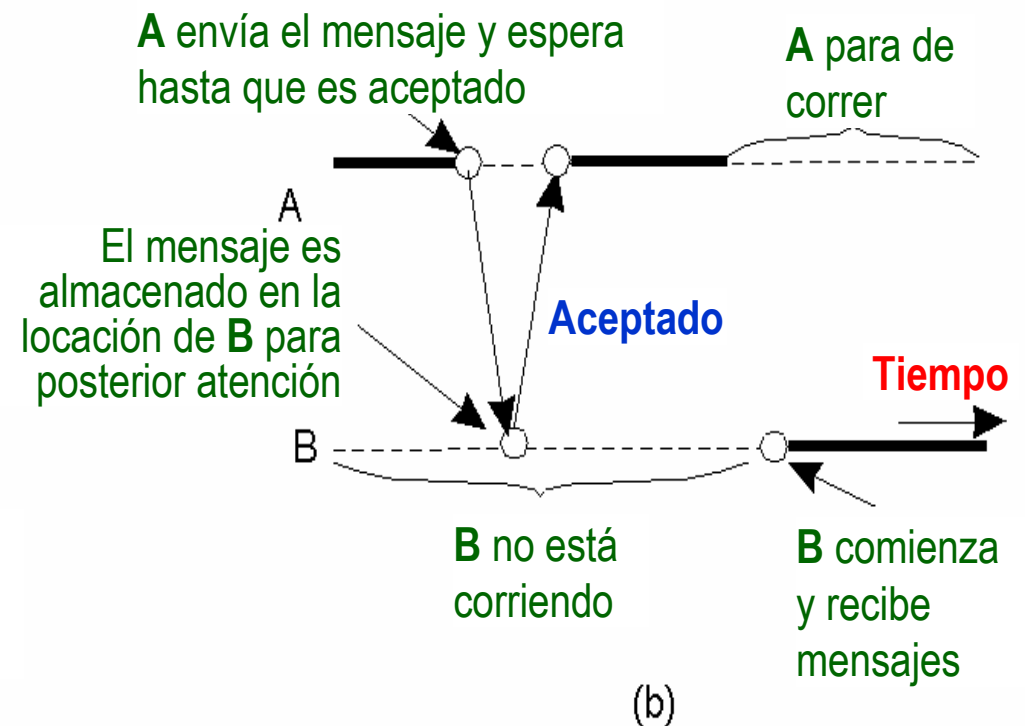 A envía el mensaje y espera
hasta que es aceptado
A para de
correr
A
El mensaje es
almacenado en la
locación de B para
posterior atención
Aceptado
Tiempo
B
B no está
corriendo
B comienza
y recibe
mensajes
(b)